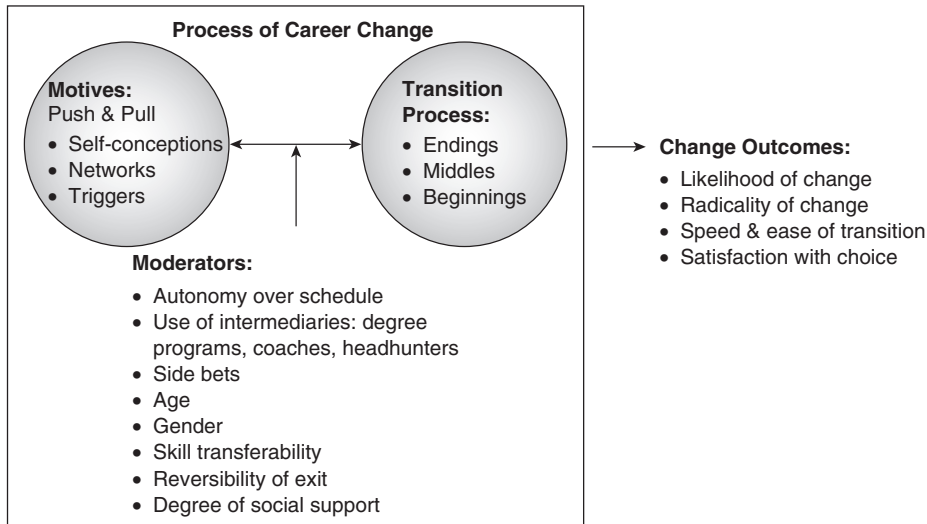 Process of Career Change
Motives:
Push & Pull
• Self-conceptions
• Networks
• Triggers
Transition
Process:
• Endings
• Middles
• Beginnings
Moderators:
• Autonomy over schedule
• Use of intermediaries: degree
programs, coaches, headhunters
• Side bets
• Age
• Gender
• Skill transferability
• Reversibility of exit
• Degree of social support
Change Outcomes:
• Likelihood of change
• Radicality of change
• Speed & ease of transition
• Satisfaction with choice